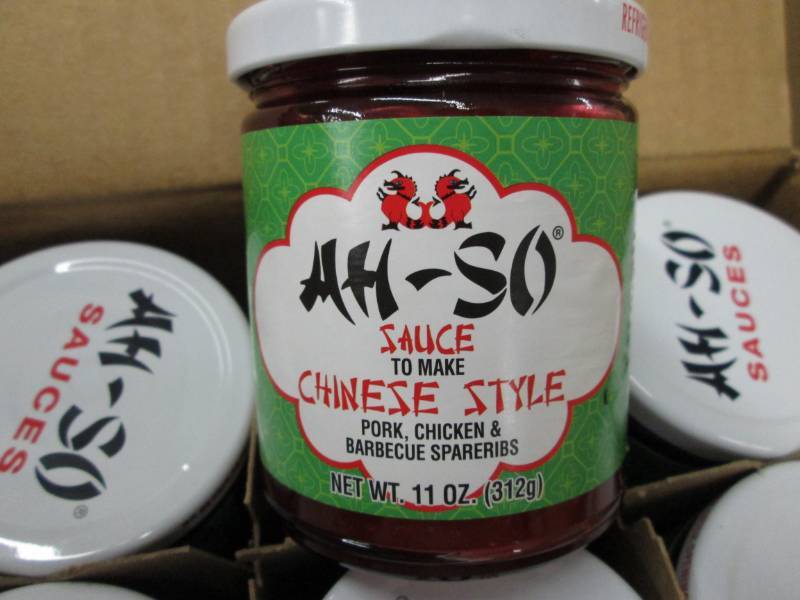 AH-SO®
SAUCE
TO MAKE
CHINESE STYLE
PORK, CHICKEN &
BARBECUE SPARERIBS
NET WT. 11 OZ. (312g)
AH-SO®
SAUCES
AH-SO
SAUCES